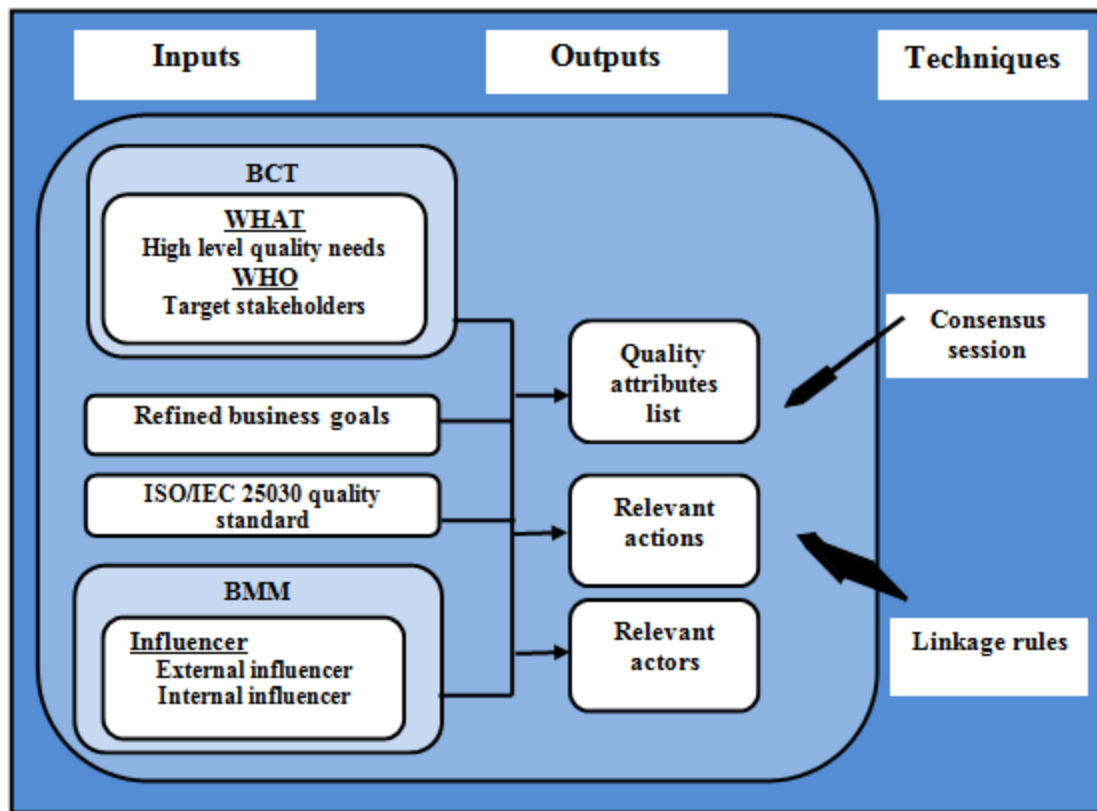 Inputs
Outputs
Techniques
BCT
WHAT
High level quality needs
WHO
Target stakeholders
Refined business goals
ISO/IEC 25030 quality
standard
BMM
Influencer
External influencer
Internal influencer
Quality
attributes
list
Relevant
actions
Relevant
actors
Consensus
session
Linkage rules